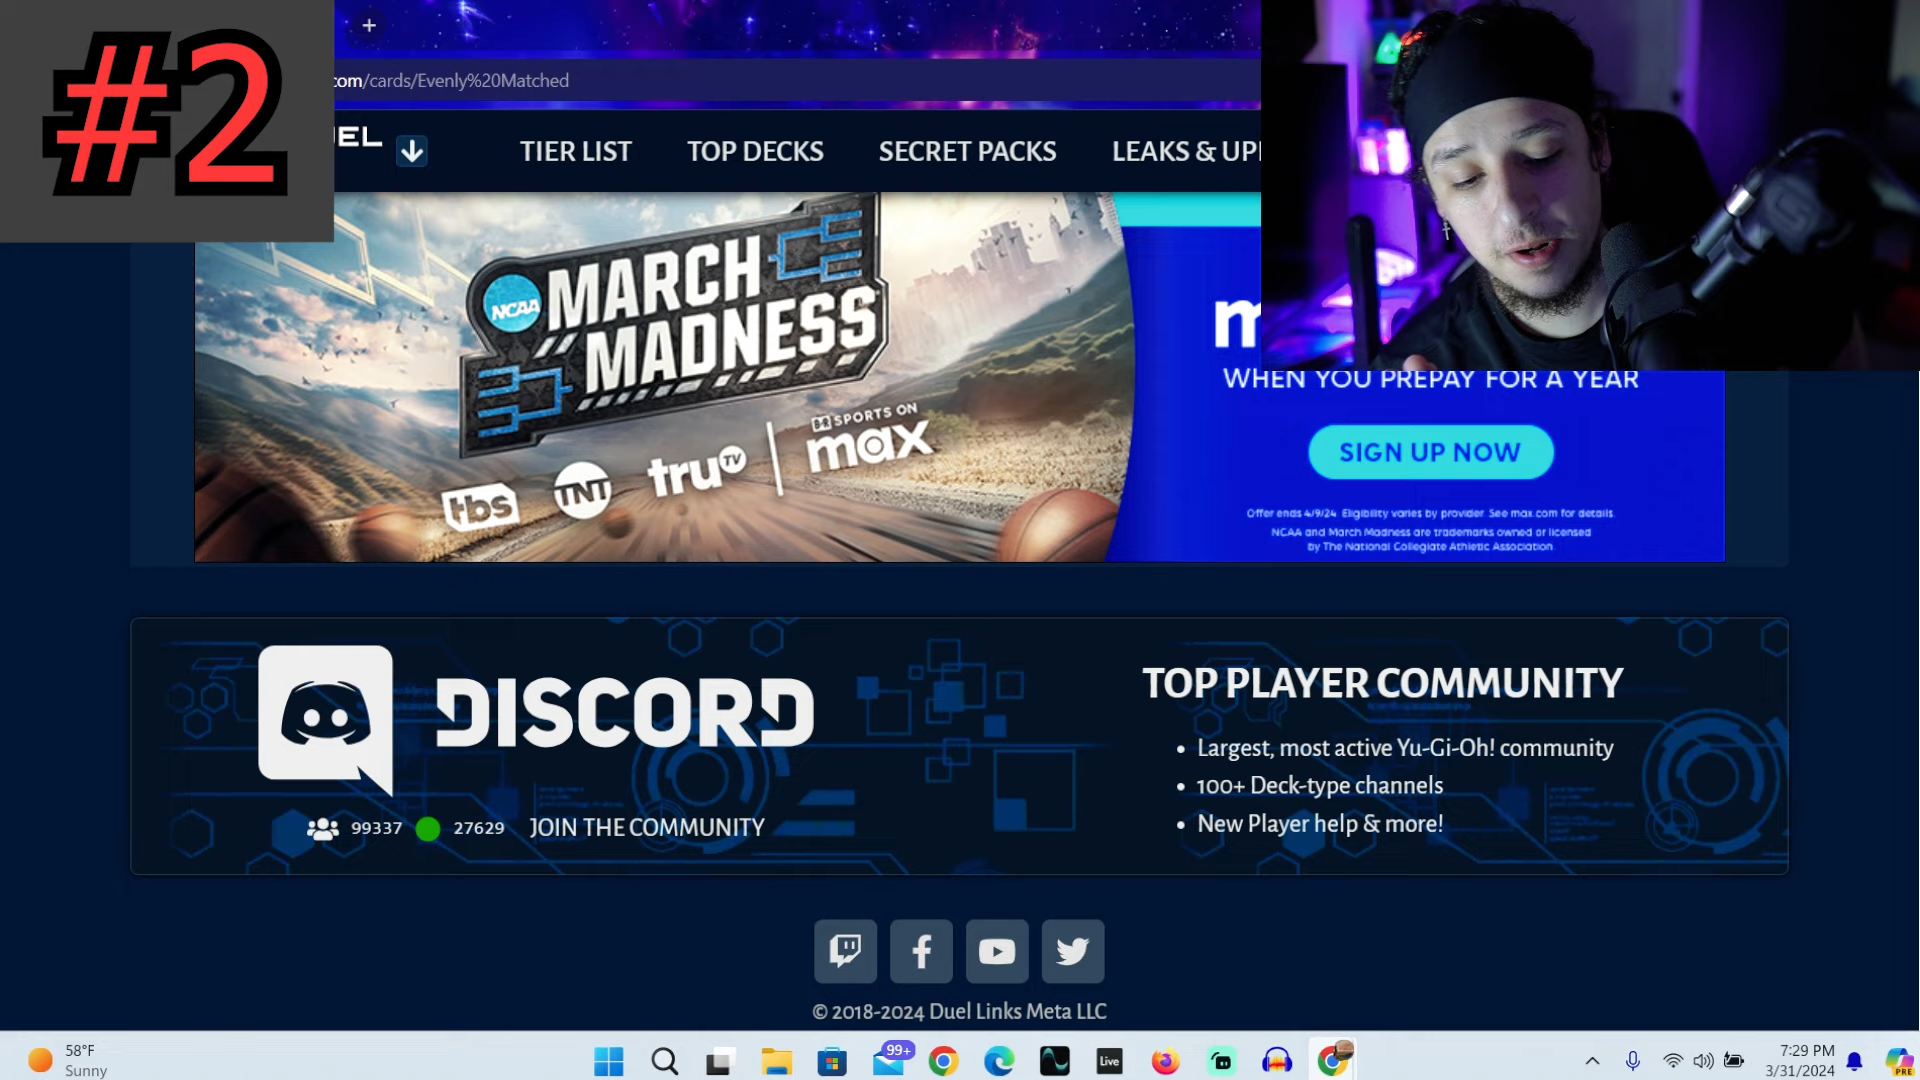 #2
+
com/cards/Evenly%20Matched
UEL
TIER LIST
TOP DECKS
SECRET PACKS
LEAKS & UP
NCAA
MARCH
MADNESS
tbs
TNT
truTV
B/R SPORTS ON
max
m
WHEN YOU PREPAY FOR A YEAR
SIGN UP NOW
Offer ends 4/9/24. Eligibility varies by provider. See max.com for details.
NCAA and March Madness are trademarks owned or licensed
by The National Collegiate Athletic Association.
DISCORD
99337
27629
JOIN THE COMMUNITY
TOP PLAYER COMMUNITY
• Largest, most active Yu-Gi-Oh! community
• 100+ Deck-type channels
• New Player help & more!
© 2018-2024 Duel Links Meta LLC
58°F
Sunny
99+
Live
7:29 PM
3/31/2024
PRE